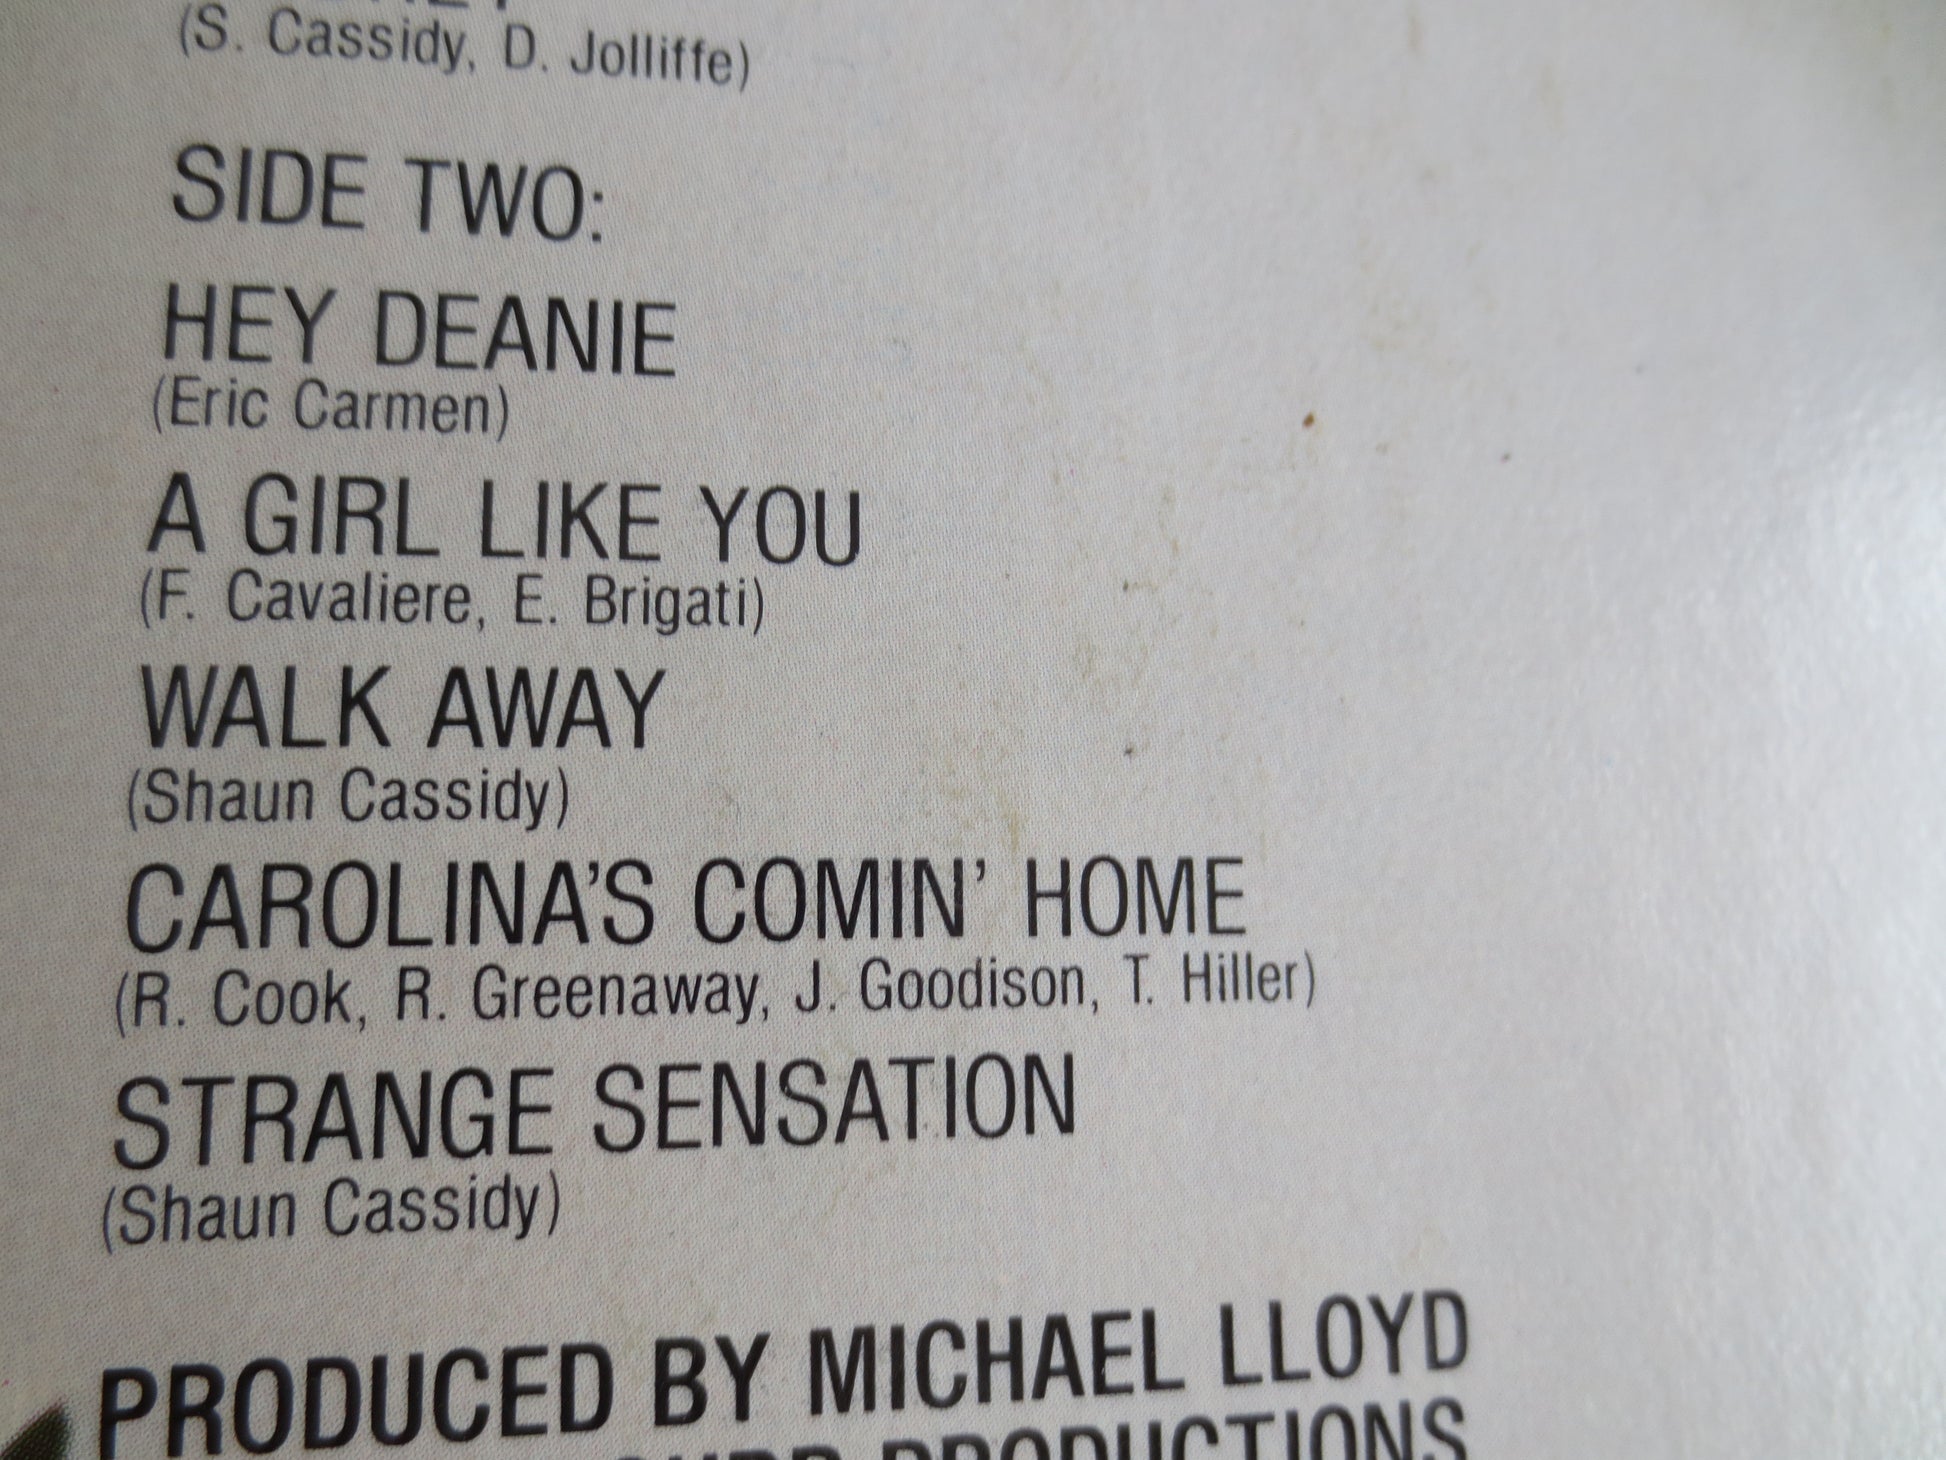 (S. Cassidy, D. Jolliffe)
SIDE TWO:
HEY DEANIE
(Eric Carmen)
A GIRL LIKE YOU
(F. Cavaliere, E. Brigati)
WALK AWAY
(Shaun Cassidy)
CAROLINA'S COMIN' HOME
(R. Cook, R. Greenaway, J. Goodison, T. Hiller)
STRANGE SENSATION
(Shaun Cassidy)
PRODUCED BY MICHAEL LLOYD
PRODUCTIONS